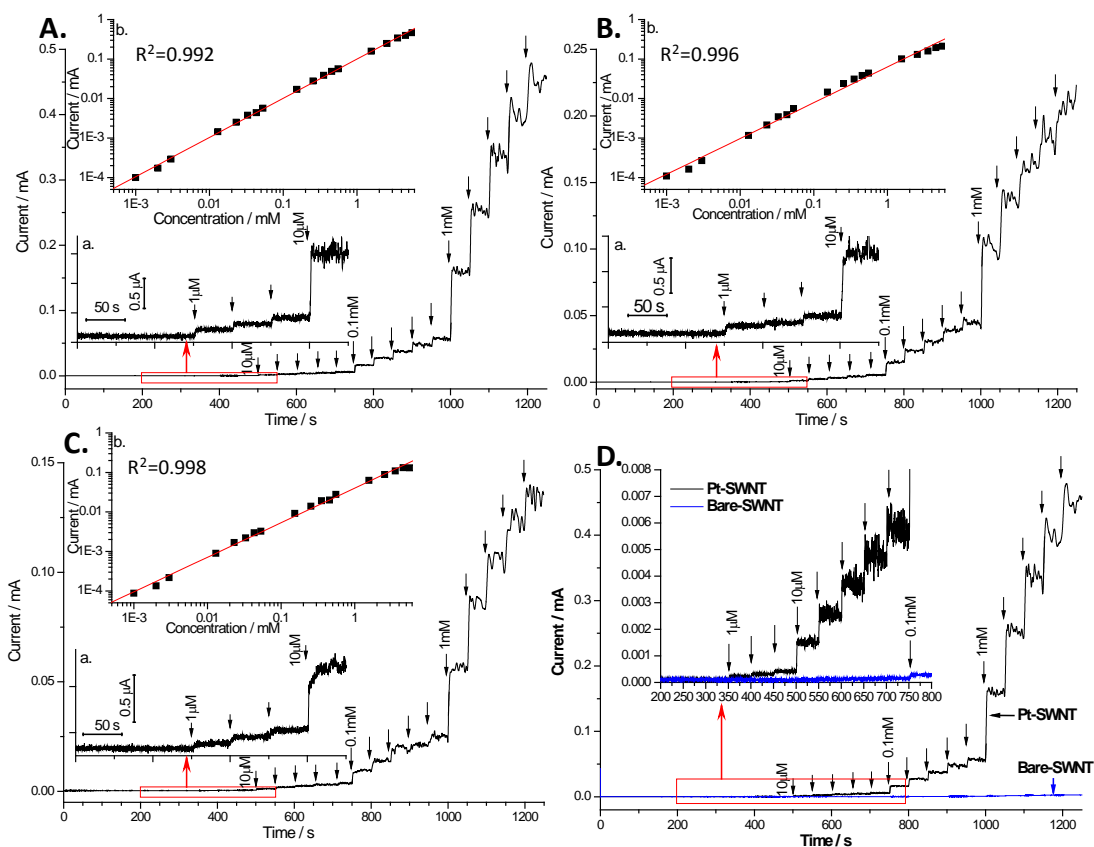 A.
b.
R²=0.992
Current / mA
1
0.1
0.01
1E-3
1E-4
1E-3 0.01 0.1 1
Concentration / mM
a.
50 s
0.5 µA
1µM
10µM
10µM
0.1mM
1mM
Current / mA
0.5
0.4
0.3
0.2
0.1
0.0
0 200 400 600 800 1000 1200
Time / s
B.
b.
R²=0.996
Current / mA
1
0.1
0.01
1E-3
1E-4
1E-3 0.01 0.1 1
Concentration / mM
a.
50 s
0.5 µA
1µM
10µM
10µM
0.1mM
1mM
Current / mA
0.25
0.20
0.15
0.10
0.05
0.00
0 200 400 600 800 1000 1200
Time / s
C.
b.
R²=0.998
Current / mA
1
0.1
0.01
1E-3
1E-4
1E-3 0.01 0.1 1
Concentration / mM
a.
50 s
0.5 µA
1µM
10µM
10µM
0.1mM
1mM
Current / mA
0.15
0.10
0.05
0.00
0 200 400 600 800 1000 1200
Time / s
D.
Pt-SWNT
Bare-SWNT
0.008
0.007
0.006
0.005
0.004
0.003
0.002
0.001
0.000
200 250 300 350 400 450 500 550 600 650 700 750 800
1µM
10µM
0.1mM
10µM
0.1mM
1mM
Pt-SWNT
Bare-SWNT
Current / mA
0.5
0.4
0.3
0.2
0.1
0.0
0 200 400 600 800 1000 1200
Time / s